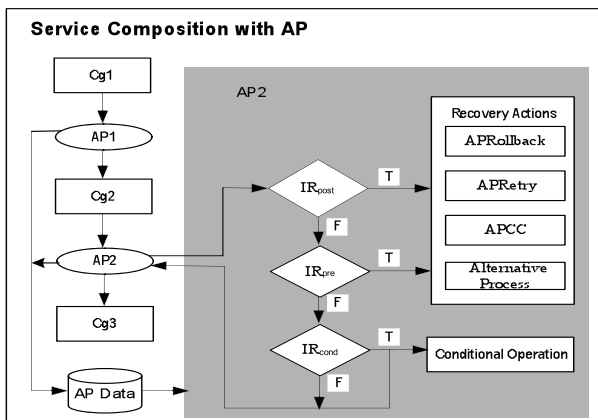 Service Composition with AP
Cg1
AP1
Cg2
AP2
Cg3
AP Data
AP2
IRpost
T
F
IRpre
T
F
IRcond
T
F
Recovery Actions
APRollback
APRetry
APCC
Alternative
Process
Conditional Operation